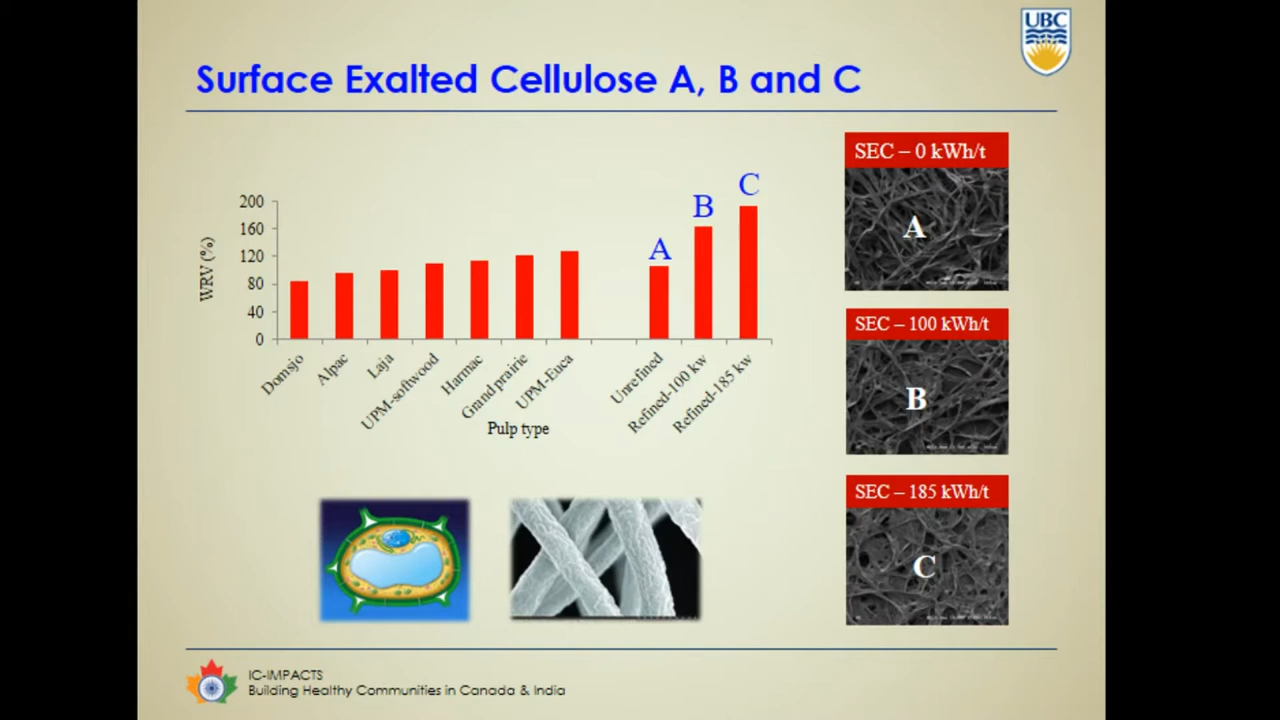 UBC
Surface Exalted Cellulose A, B and C
WRV (%)
200
160
120
80
40
0
A
B
C
Domsjo
Alpac
Laja
UPM-softwood
Harmac
Grand prairie
UPM-Euca
Unrefined
Refined-100 kw
Refined-185 kw
Pulp type
SEC – 0 kWh/t
A
SEC – 100 kWh/t
B
SEC – 185 kWh/t
C
IC-IMPACTS
Building Healthy Communities in Canada & India